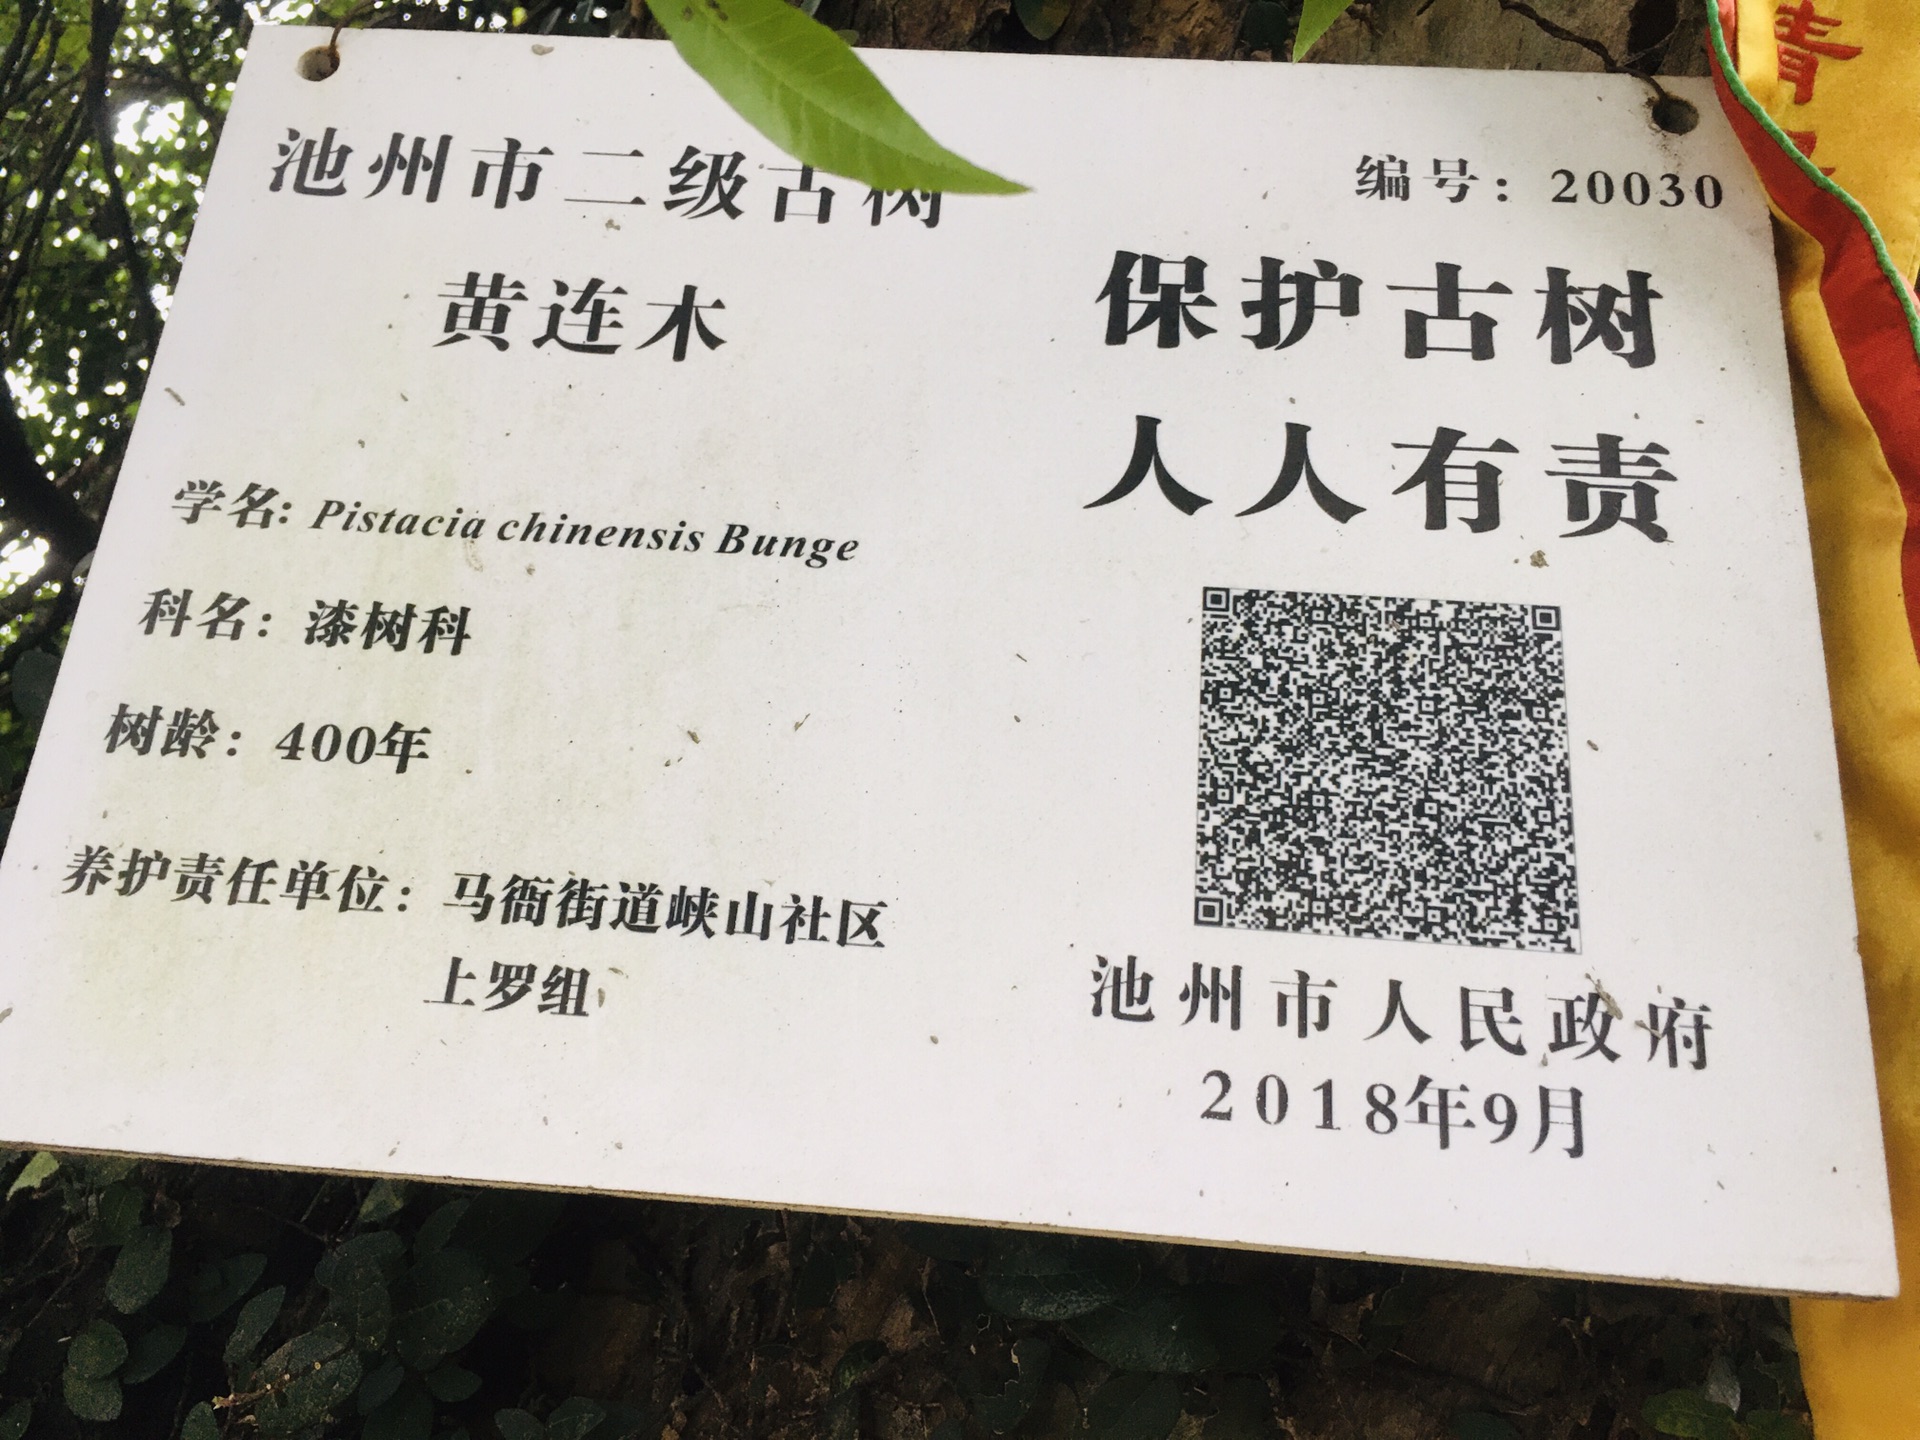 池州市二级古树
黄连木
学名: Pistacia chinensis Bunge
科名：漆树科
树龄：400年
养护责任单位：马衙街道峡山社区
上罗组
编号：20030
保护古树
人人有责
池州市人民政府
2018年9月